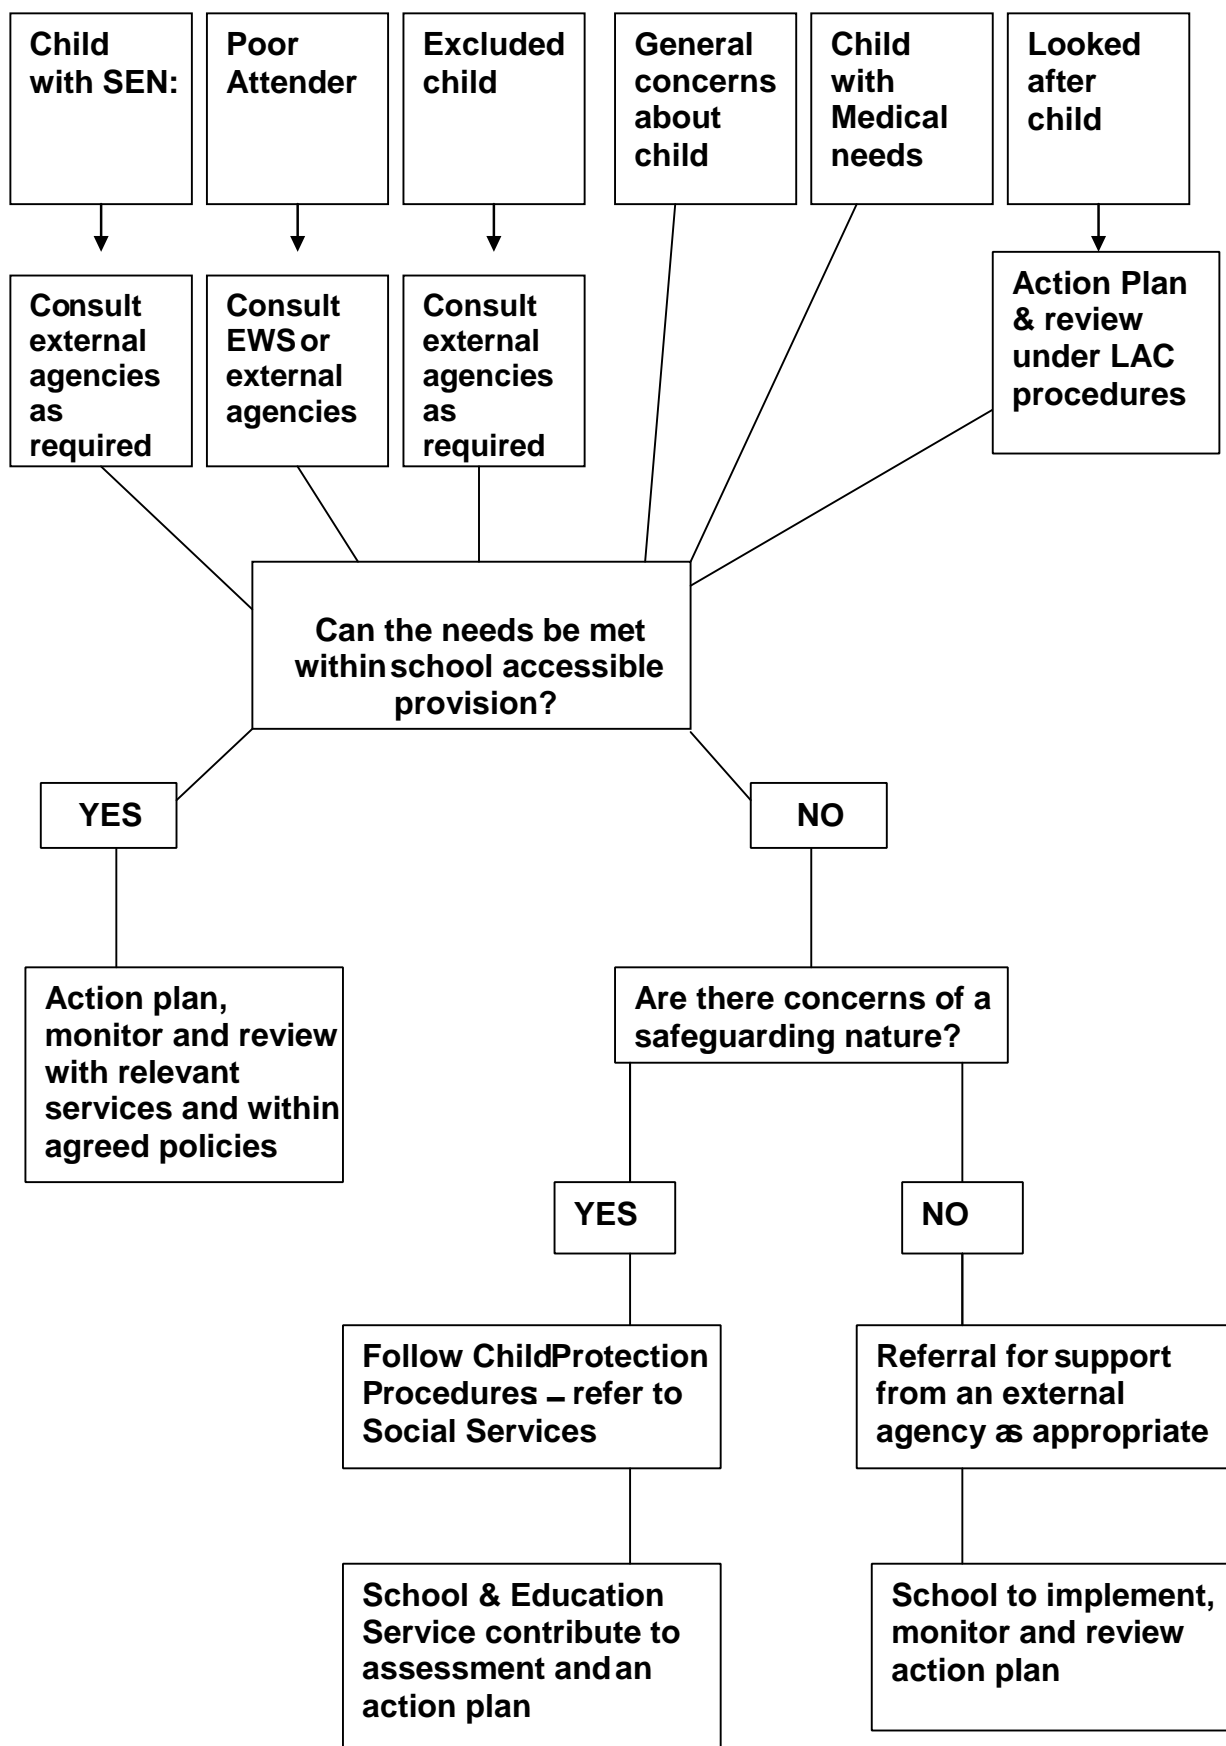 Child
with SEN:
Poor
Attender
Excluded
child
General
concerns
about
child
Child
with
Medical
needs
Looked
after
child
Consult
external
agencies
as
required
Consult
EWS or
external
agencies
Consult
external
agencies
as
required
Action Plan
& review
under LAC
procedures
Can the needs be met
within school accessible
provision?
YES
NO
Action plan,
monitor and review
with relevant
services and within
agreed policies
Are there concerns of a
safeguarding nature?
YES
NO
Follow Child Protection
Procedures – refer to
Social Services
Referral for support
from an external
agency as appropriate
School & Education
Service contribute to
assessment and an
action plan
School to implement,
monitor and review
action plan